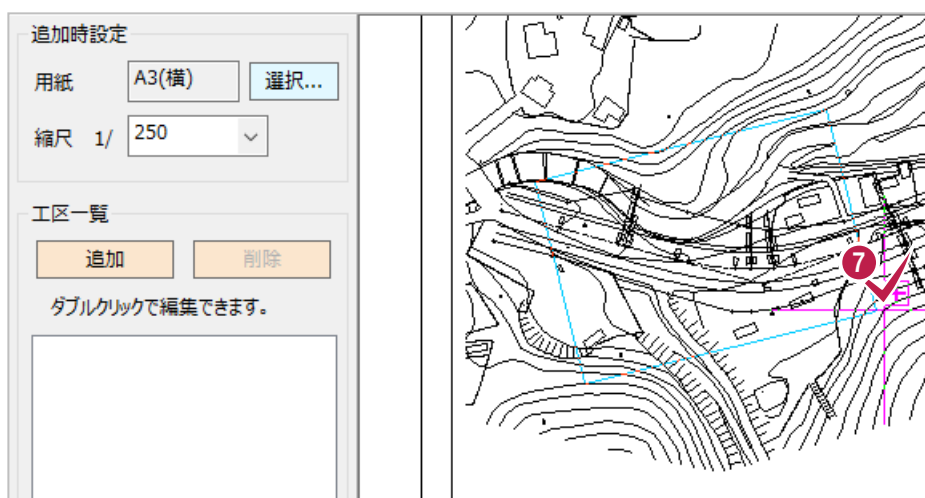 追加時設定
用紙 A3(横) 選択...
縮尺 1/ 250
工区一覧
追加 削除
ダブルクリックで編集できます。
7
E